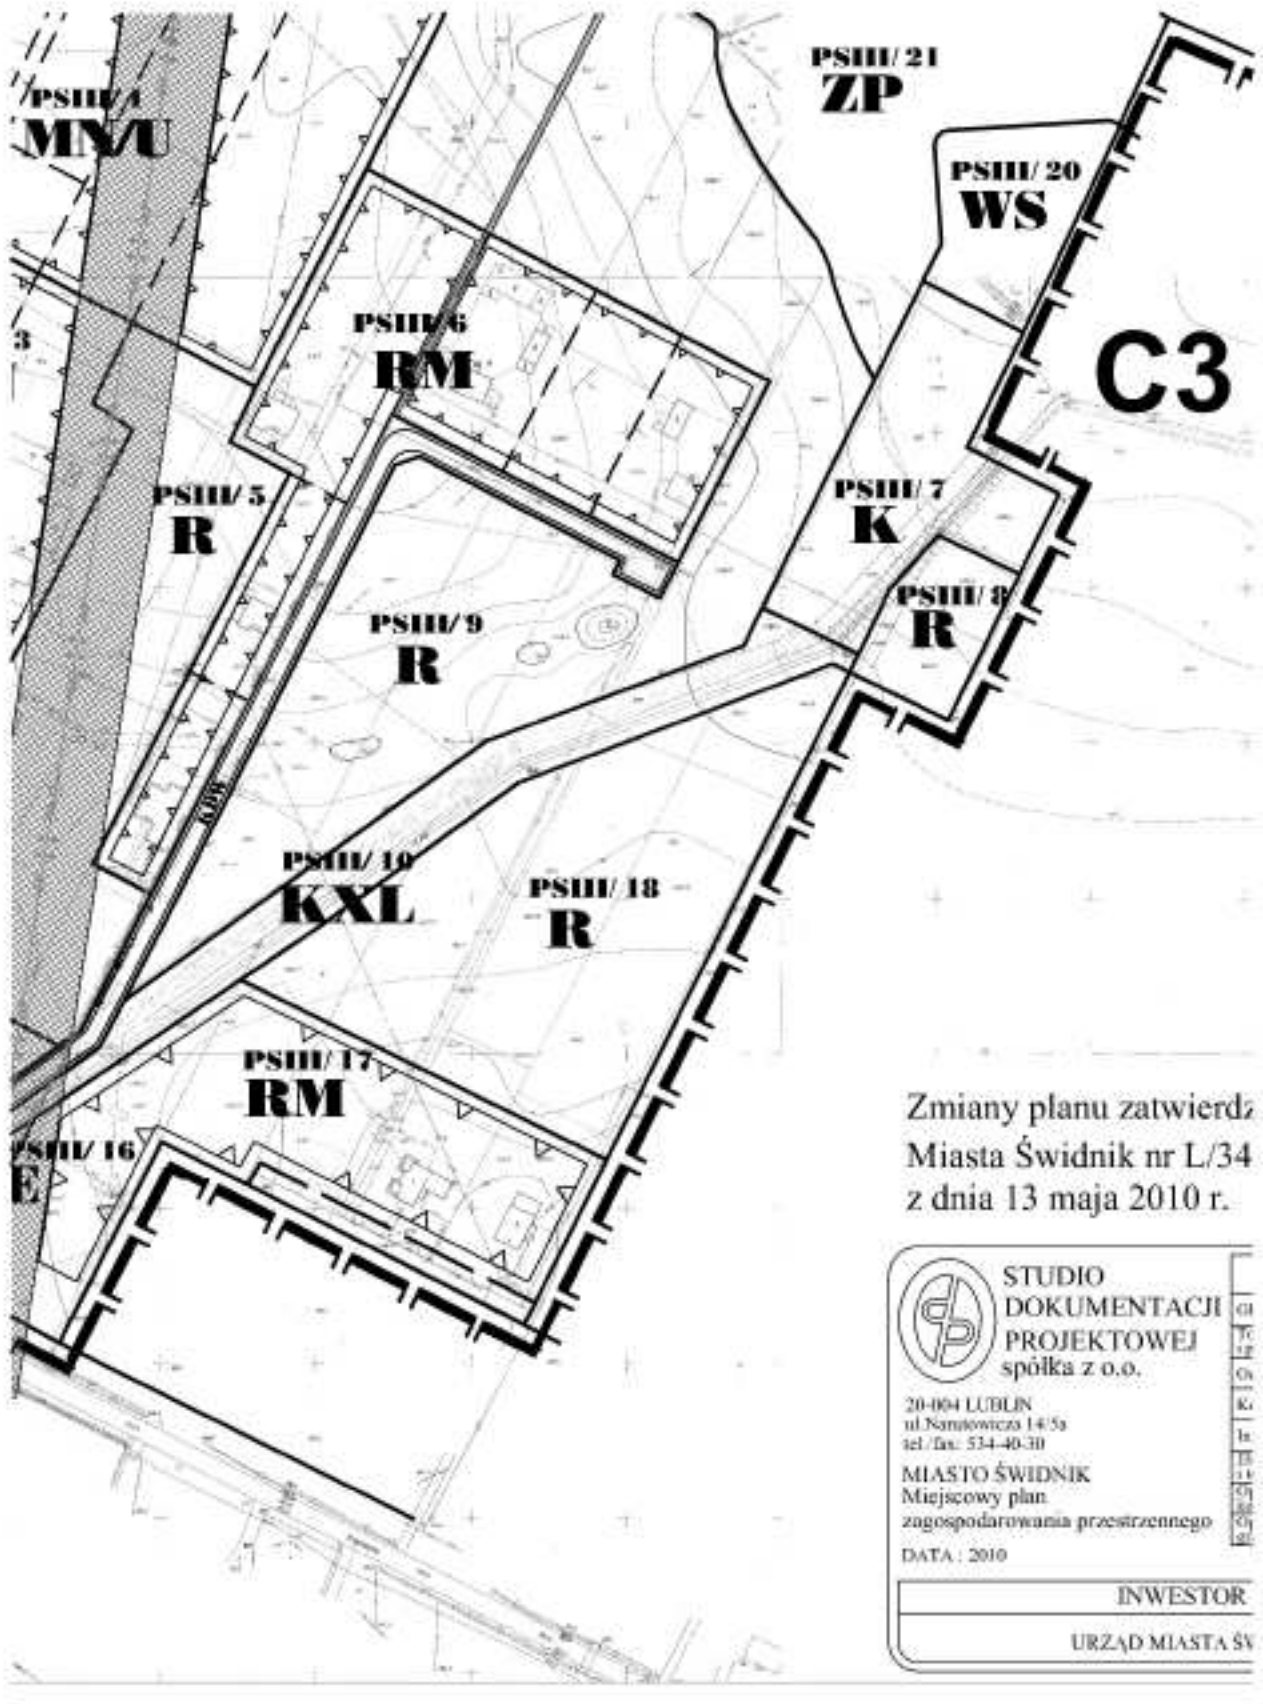 PSIII/ 21
ZP
PSIII/ 1
MN/U
PSIII/ 20
WS
PSIII/ 6
RM
3
C3
PSIII/ 5
R
PSIII/ 7
K
PSIII/ 8
R
PSIII/ 9
R
KDW
PSIII/ 10
KXL
PSIII/ 18
R
PSIII/ 17
RM
PSIII/ 16
E
Zmiany planu zatwierdz
Miasta Świdnik nr L/34
z dnia 13 maja 2010 r.
STUDIO
DOKUMENTACJI
PROJEKTOWEJ
spółka z o.o.
20-004 LUBLIN
ul.Narutowicza 14/5a
tel./fax: 534-40-30
MIASTO ŚWIDNIK
Miejscowy plan
zagospodarowania przestrzennego
DATA : 2010
INWESTOR
URZĄD MIASTA ŚW